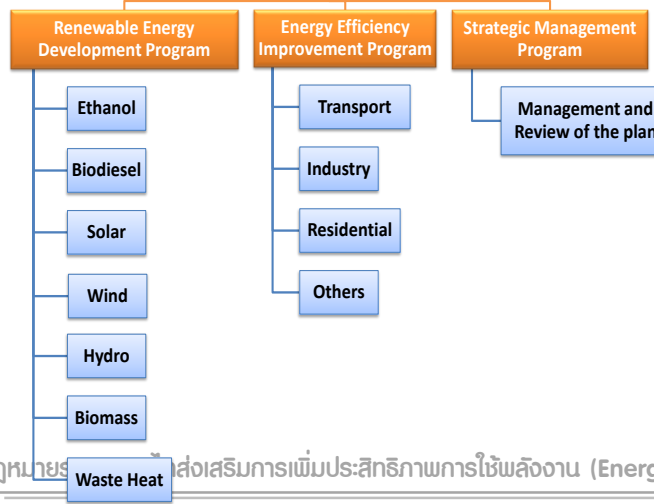 Renewable Energy
Development Program
Energy Efficiency
Improvement Program
Strategic Management
Program
Ethanol
Biodiesel
Solar
Wind
Hydro
Biomass
Waste Heat
Transport
Industry
Residential
Others
Management and
Review of the plan
ส่งเสริมการเพิ่มประสิทธิภาพการใช้พลังงาน (Energ